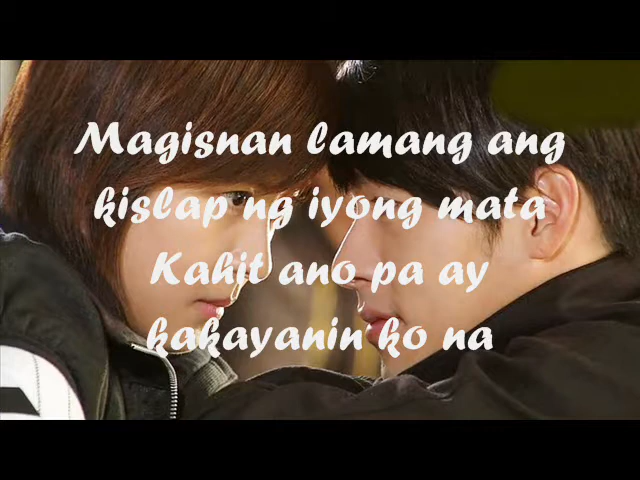 Magisnan lamang ang
kislap ng iyong mata
Kahit ano pa ay
kakayanin ko na